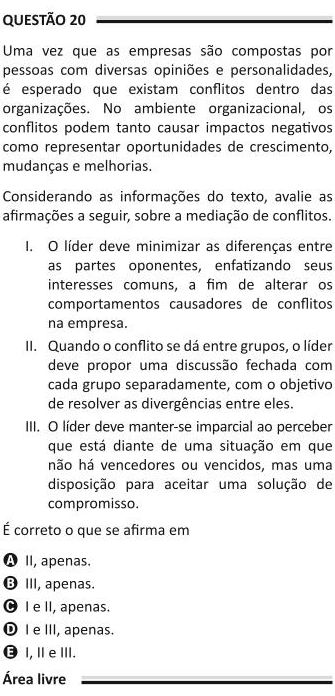 QUESTÃO 20
Uma vez que as empresas são compostas por
pessoas com diversas opiniões e personalidades,
é esperado que existam conflitos dentro das
organizações. No ambiente organizacional, os
conflitos podem tanto causar impactos negativos
como representar oportunidades de crescimento,
mudanças e melhorias.
Considerando as informações do texto, avalie as
afirmações a seguir, sobre a mediação de conflitos.
I. O líder deve minimizar as diferenças entre
as partes oponentes, enfatizando seus
interesses comuns, a fim de alterar os
comportamentos causadores de conflitos
na empresa.
II. Quando o conflito se dá entre grupos, o líder
deve propor uma discussão fechada com
cada grupo separadamente, com o objetivo
de resolver as divergências entre eles.
III. O líder deve manter-se imparcial ao perceber
que está diante de uma situação em que
não há vencedores ou vencidos, mas uma
disposição para aceitar uma solução de
compromisso.
É correto o que se afirma em
A II, apenas.
B III, apenas.
C I e II, apenas.
D I e III, apenas.
E I, II e III.
Área livre